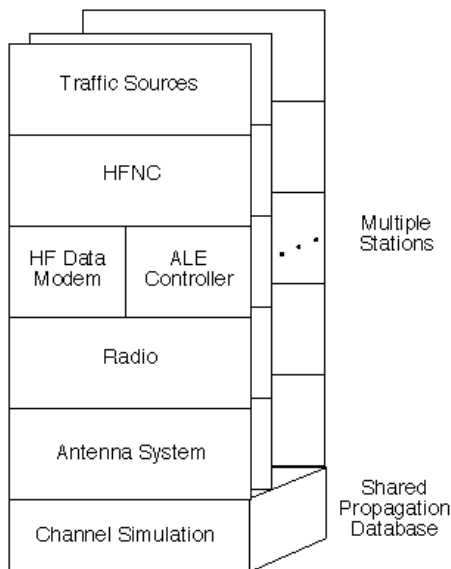 Traffic Sources
HFNC
HF Data
Modem
ALE
Controller
Radio
Antenna System
Channel Simulation
Multiple
Stations
Shared
Propagation
Database